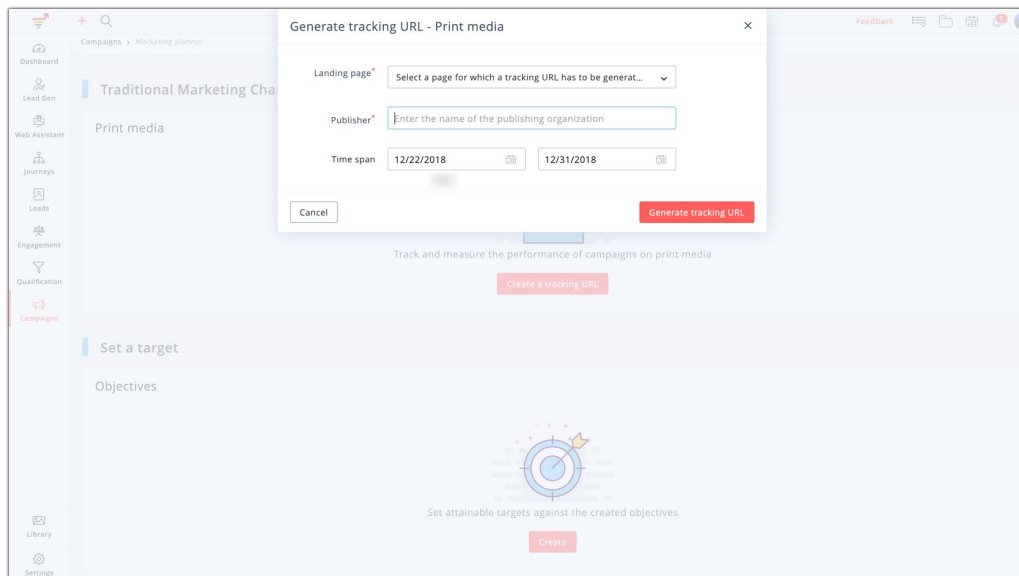 Generate tracking URL - Print media
Landing page*
Select a page for which a tracking URL has to be generat...
Publisher*
Enter the name of the publishing organization
Time span
12/22/2018
12/31/2018
Cancel
Generate tracking URL
Feedback
1
Campaigns > Marketing planner
Dashboard
Lead Gen
Web Assistant
Journeys
Leads
Engagement
Qualification
Campaigns
Library
Settings
Traditional Marketing Cha
Print media
Track and measure the performance of campaigns on print media
Create a tracking URL
Set a target
Objectives
Set attainable targets against the created objectives
Create